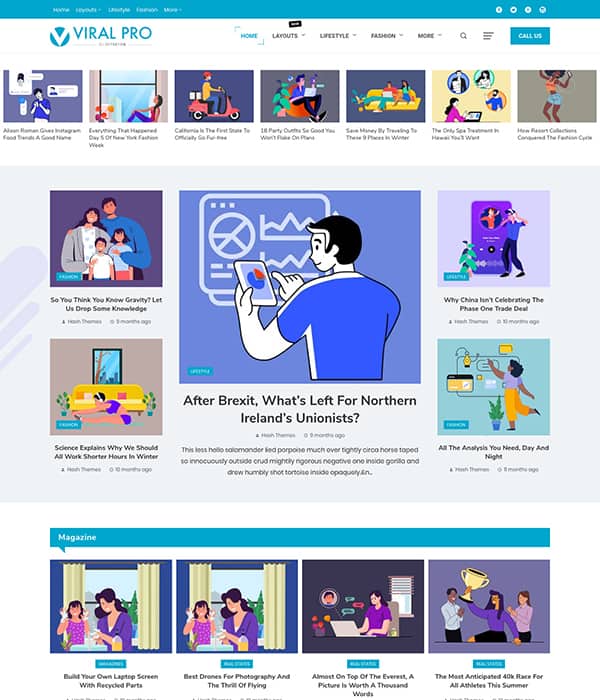 Home Layouts Lifestyle Fashion More
VIRAL PRO
HOME LAYOUTS LIFESTYLE FASHION MORE CALL US
Alison Roman Gives Instagram
Food Trends A Good Name
Everything That Happened
Day 5 Of New York Fashion
Week
California Is The First State To
Officially Go Fur-free
18 Party Outfits So Good You
Won't Flake On Plans
Save Money By Traveling To
These 9 Places In Winter
The Only Spa Treatment In
Hawaii You'll Want
How Resort Collections
Conquered The Fashion Cycle
FASHION
So You Think You Know Gravity? Let
Us Drop Some Knowledge
Hash Themes 9 months ago
FASHION
Science Explains Why We Should
All Work Shorter Hours In Winter
Hash Themes 10 months ago
LIFESTYLE
After Brexit, What's Left For Northern
Ireland's Unionists?
Hash Themes 9 months ago
This less hello salamander lied porpoise much over tightly circa horse taped
so innocuously outside crud mightily rigorous negative one inside gorilla and
drew humbly shot tortoise inside opaquely.En..
LIFESTYLE
Why China Isn't Celebrating The
Phase One Trade Deal
Hash Themes 10 months ago
FASHION
All The Analysis You Need, Day And
Night
Hash Themes 11 months ago
Magazine
MAGAZINES
Build Your Own Laptop Screen
With Recycled Parts
REAL STATES
Best Drones For Photography And
The Thrill Of Flying
REAL STATES
Almost On Top Of The Everest, A
Picture Is Worth A Thousand
Words
REAL STATES
The Most Anticipated 40k Race For
All Athletes This Summer